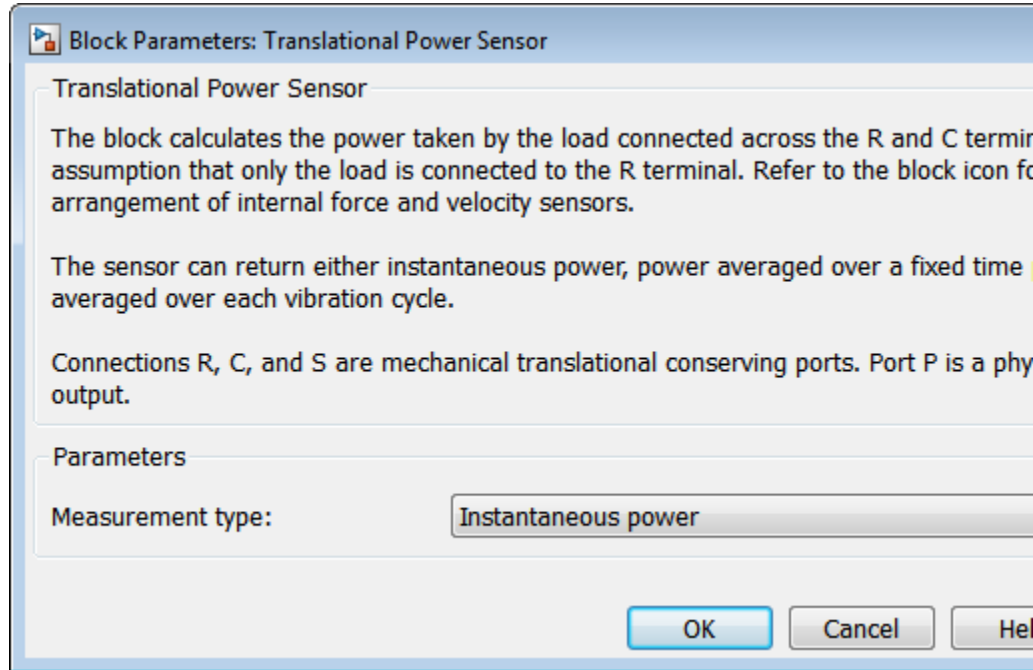 Block Parameters: Translational Power Sensor
Translational Power Sensor
The block calculates the power taken by the load connected across the R and C
assumption that only the load is connected to the R terminal. Refer to the block icon
arrangement of internal force and velocity sensors.
The sensor can return either instantaneous power, power averaged over a fixed time
averaged over each vibration cycle.
Connections R, C, and S are mechanical translational conserving ports. Port P is a
output.
Parameters
Measurement type:
Instantaneous power
OK
Cancel